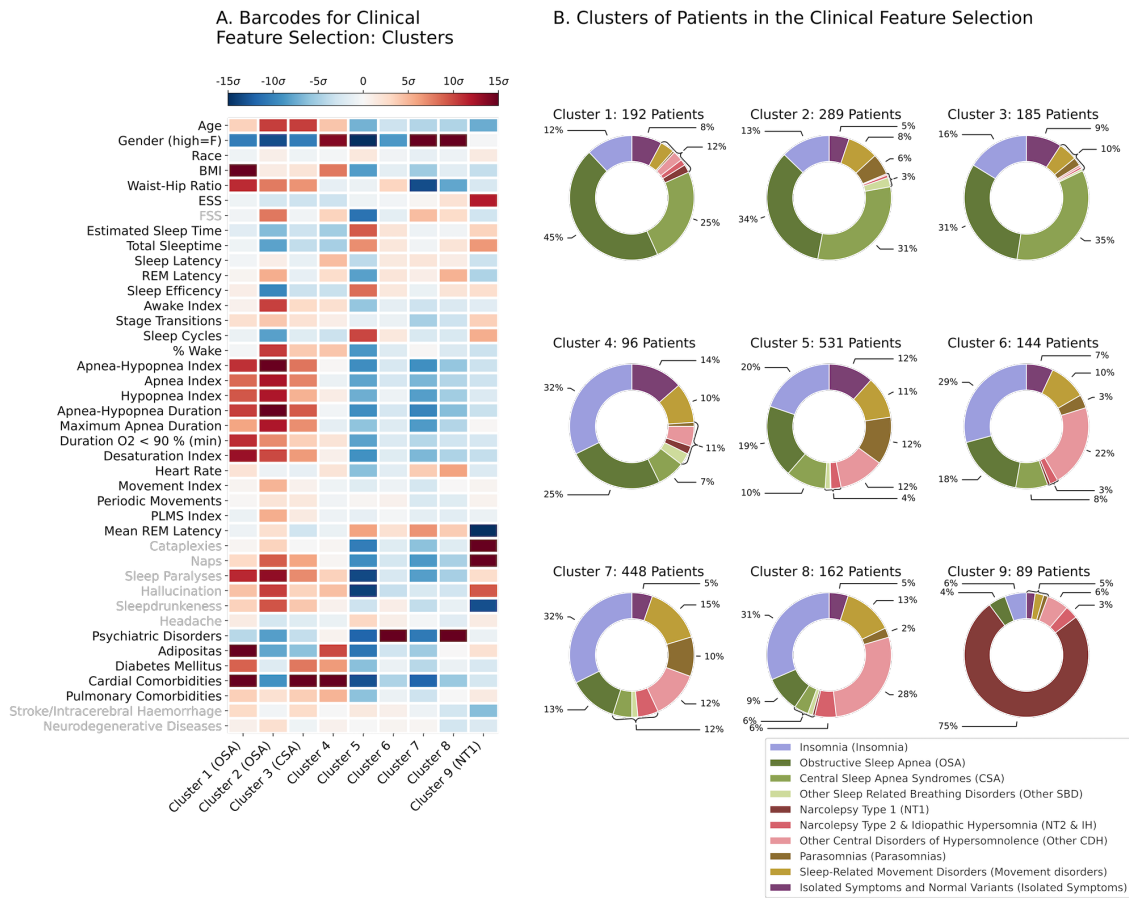 A. Barcodes for Clinical
Feature Selection: Clusters
B. Clusters of Patients in the Clinical Feature Selection
-15σ -10σ -5σ 0 5σ 10σ 15σ
Age
Gender (high=F)
Race
BMI
Waist-Hip Ratio
ESS
FSS
Estimated Sleep Time
Total Sleeptime
Sleep Latency
REM Latency
Sleep Efficency
Awake Index
Stage Transitions
Sleep Cycles
% Wake
Apnea-Hypopnea Index
Apnea Index
Hypopnea Index
Apnea-Hypopnea Duration
Maximum Apnea Duration
Duration O2 < 90 % (min)
Desaturation Index
Heart Rate
Movement Index
Periodic Movements
PLMS Index
Mean REM Latency
Cataplexies
Naps
Sleep Paralyses
Hallucination
Sleepdrunkeness
Headache
Psychiatric Disorders
Adipositas
Diabetes Mellitus
Cardial Comorbidities
Pulmonary Comorbidities
Stroke/Intracerebral Haemorrhage
Neurodegenerative Diseases
Cluster 1 (OSA)
Cluster 2 (OSA)
Cluster 3 (CSA)
Cluster 4
Cluster 5
Cluster 6
Cluster 7
Cluster 8
Cluster 9 (NT1)
Cluster 1: 192 Patients
12%
8%
12%
25%
45%
Cluster 2: 289 Patients
13%
5%
8%
6%
3%
34%
31%
Cluster 3: 185 Patients
16%
9%
10%
31%
35%
Cluster 4: 96 Patients
14%
32%
10%
11%
7%
25%
Cluster 5: 531 Patients
20%
12%
11%
19%
12%
12%
10%
4%
Cluster 6: 144 Patients
29%
7%
10%
3%
22%
18%
3%
8%
Cluster 7: 448 Patients
5%
32%
15%
10%
12%
13%
12%
Cluster 8: 162 Patients
5%
31%
13%
2%
28%
9%
6%
6%
Cluster 9: 89 Patients
6%
4%
5%
6%
3%
75%
Insomnia (Insomnia)
Obstructive Sleep Apnea (OSA)
Central Sleep Apnea Syndromes (CSA)
Other Sleep Related Breathing Disorders (Other SBD)
Narcolepsy Type 1 (NT1)
Narcolepsy Type 2 & Idiopathic Hypersomnia (NT2 & IH)
Other Central Disorders of Hypersomnolence (Other CDH)
Parasomnias (Parasomnias)
Sleep-Related Movement Disorders (Movement disorders)
Isolated Symptoms and Normal Variants (Isolated Symptoms)